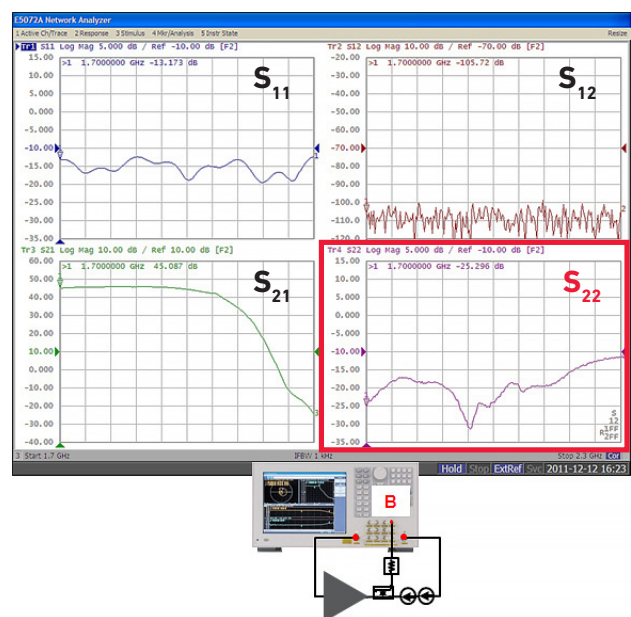 E5072A Network Analyzer
1 Active Ch/Trace 2 Response 3 Stimulus 4 Mkr/Analysis 5 Instr State
Resize
Tr1 S11 Log Mag 5.000 dB / Ref -10.00 dB [F2]
15.00
>1 1.7000000 GHz -13.173 dB
S11
10.00
5.000
0.000
-5.000
-10.00
-15.00
-20.00
-25.00
-30.00
-35.00
1
Tr2 S12 Log Mag 10.00 dB / Ref -70.00 dB [F2]
-20.00
>1 1.7000000 GHz -105.72 dB
S12
-30.00
-40.00
-50.00
-60.00
-70.00
-80.00
-90.00
-100.0
-110.0
-120.0
2
Tr3 S21 Log Mag 10.00 dB / Ref 10.00 dB [F2]
60.00
>1 1.7000000 GHz 45.087 dB
S21
50.00
40.00
30.00
20.00
10.00
0.000
-10.00
-20.00
-30.00
-40.00
3
Tr4 S22 Log Mag 5.000 dB / Ref -10.00 dB [F2]
15.00
>1 1.7000000 GHz -25.296 dB
S22
10.00
5.000
0.000
-5.000
-10.00
-15.00
-20.00
-25.00
-30.00
-35.00
S
12
R1FF
2FF
3 Start 1.7 GHz
IFBW 1 kHz
Stop 2.3 GHz Cor
Hold Stop ExtRef Svc 2011-12-12 16:23
B